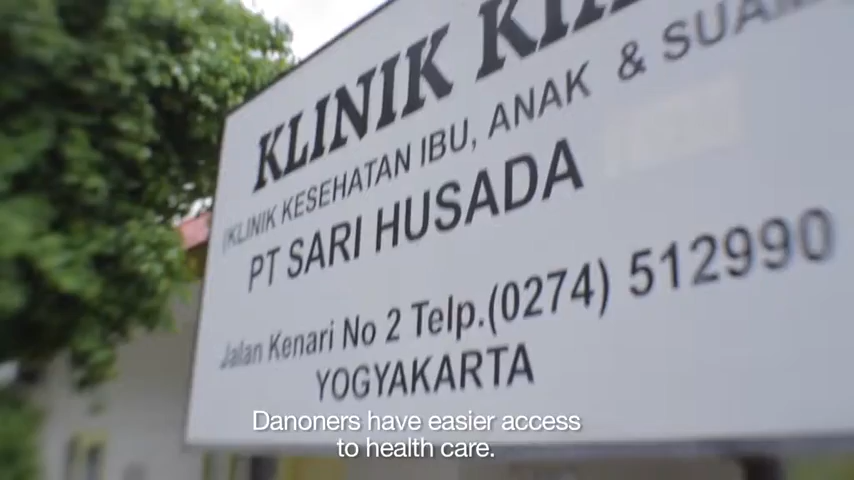 KLINIK
(KLINIK KESEHATAN IBU, ANAK & SUAMI
PT SARI HUSADA
Jalan Kenari No 2 Telp.(0274) 512990
YOGYAKARTA
Danoners have easier access
to health care.